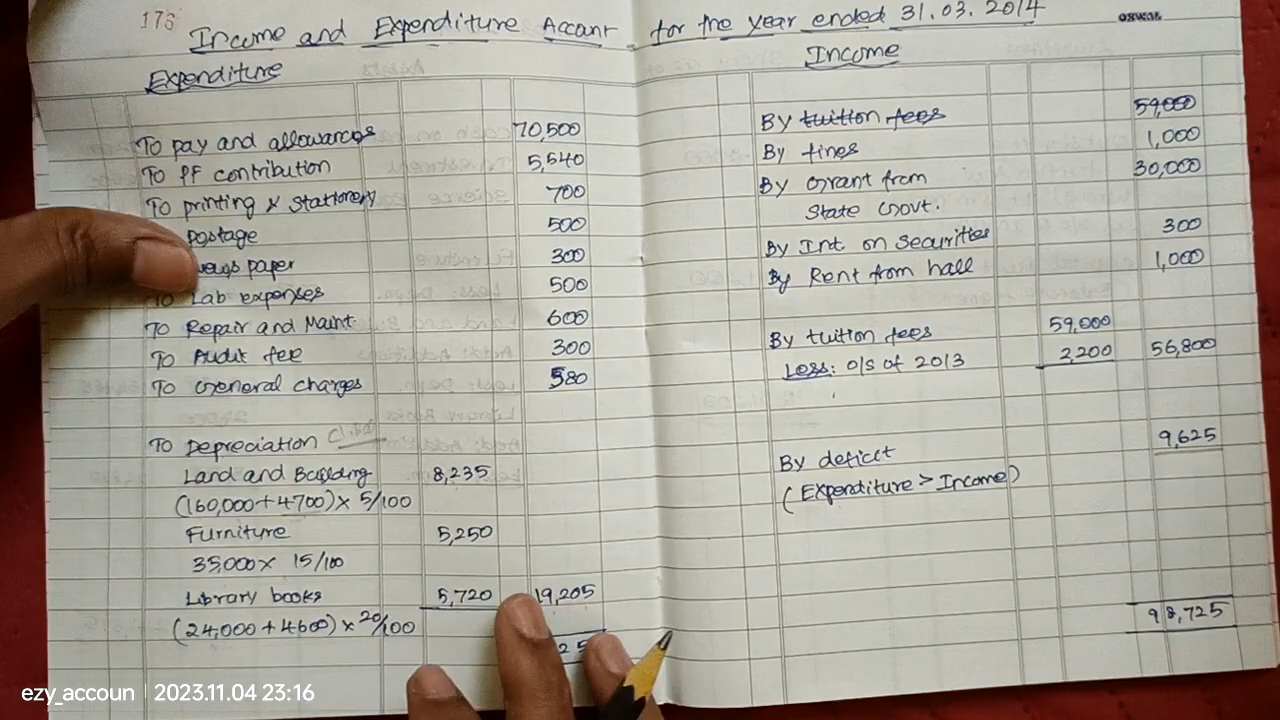 176
Income and Expenditure Account for the year ended 31.03.2014
OSWAL
Expenditure
To pay and allowances 70,500
To PF contribution 5,540
To printing & stationery 700
Postage 500
paper 300
To Lab expenses 500
To Repair and Maint 600
To Audit fee 300
To General charges 580
To Depreciation
Land and Building 8,235
(160,000+4700)x 5/100
Furniture 5,250
35,000x 15/100
Library books 5,720 19,205
(24,000+4600)x 20/100
25
Income
By tuition fees 59,000
By fines 1,000
By Grant from 30,000
State Govt.
By Int on Securities 300
By Rent from hall 1,000
By tuition fees 59,000
Less: o/s of 2013 2,200 56,800
By deficit 9,625
(Expenditure > Income)
98,725
ezy_accoun | 2023.11.04 23:16